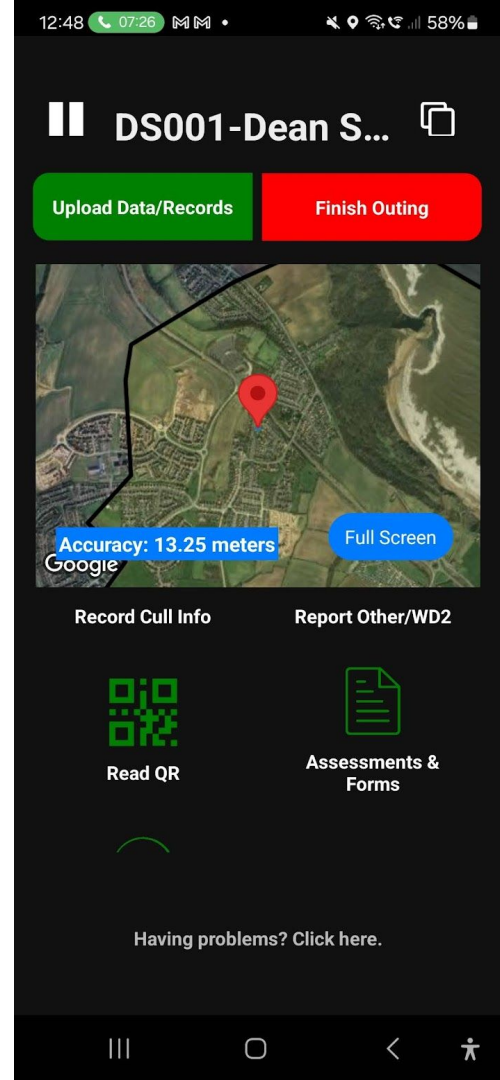 12:48 07:26 58%
DS001-Dean S...
Upload Data/Records
Finish Outing
Accuracy: 13.25 meters
Full Screen
Google
Record Cull Info
Report Other/WD2
Read QR
Assessments &
Forms
Having problems? Click here.